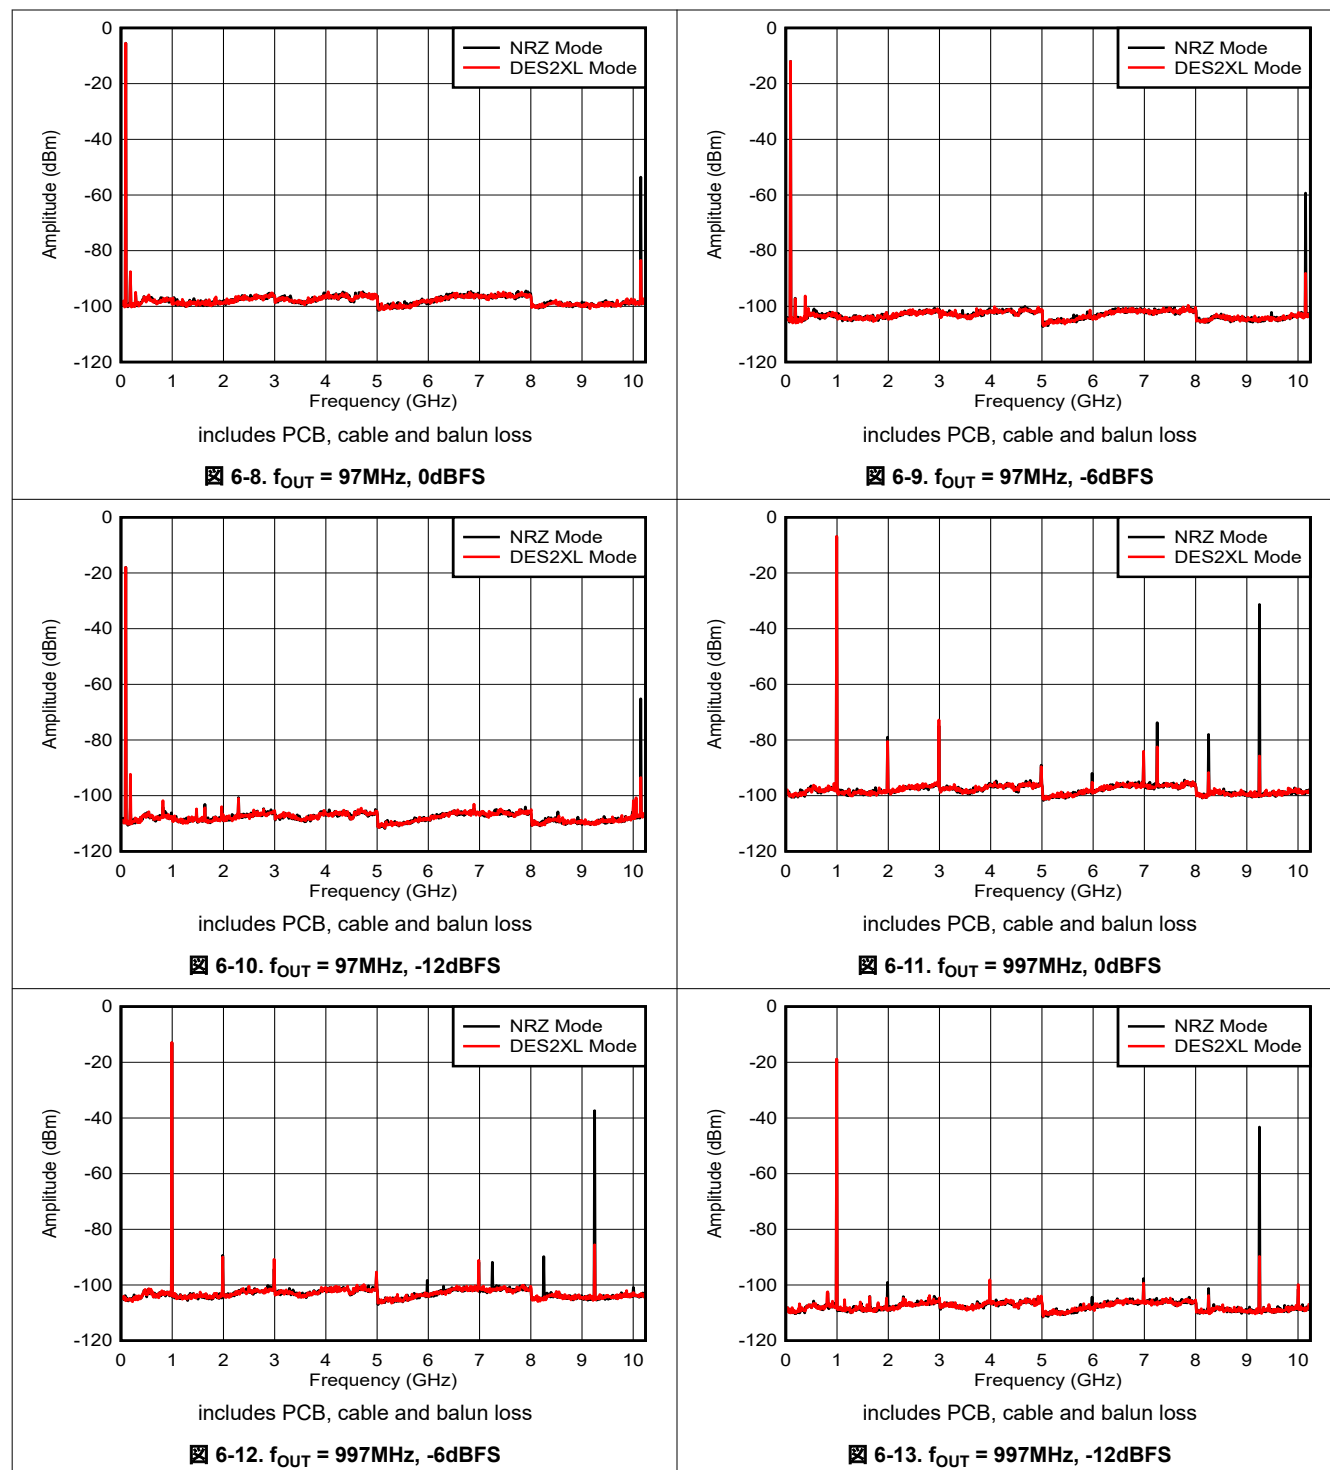 0
-20
-40
-60
-80
-100
-120
Amplitude (dBm)
NRZ Mode
DES2XL Mode
0 1 2 3 4 5 6 7 8 9 10
Frequency (GHz)
includes PCB, cable and balun loss
図 6-8. fOUT = 97MHz, 0dBFS
0
-20
-40
-60
-80
-100
-120
Amplitude (dBm)
NRZ Mode
DES2XL Mode
0 1 2 3 4 5 6 7 8 9 10
Frequency (GHz)
includes PCB, cable and balun loss
図 6-9. fOUT = 97MHz, -6dBFS
0
-20
-40
-60
-80
-100
-120
Amplitude (dBm)
NRZ Mode
DES2XL Mode
0 1 2 3 4 5 6 7 8 9 10
Frequency (GHz)
includes PCB, cable and balun loss
図 6-10. fOUT = 97MHz, -12dBFS
0
-20
-40
-60
-80
-100
-120
Amplitude (dBm)
NRZ Mode
DES2XL Mode
0 1 2 3 4 5 6 7 8 9 10
Frequency (GHz)
includes PCB, cable and balun loss
図 6-11. fOUT = 997MHz, 0dBFS
0
-20
-40
-60
-80
-100
-120
Amplitude (dBm)
NRZ Mode
DES2XL Mode
0 1 2 3 4 5 6 7 8 9 10
Frequency (GHz)
includes PCB, cable and balun loss
図 6-12. fOUT = 997MHz, -6dBFS
0
-20
-40
-60
-80
-100
-120
Amplitude (dBm)
NRZ Mode
DES2XL Mode
0 1 2 3 4 5 6 7 8 9 10
Frequency (GHz)
includes PCB, cable and balun loss
図 6-13. fOUT = 997MHz, -12dBFS